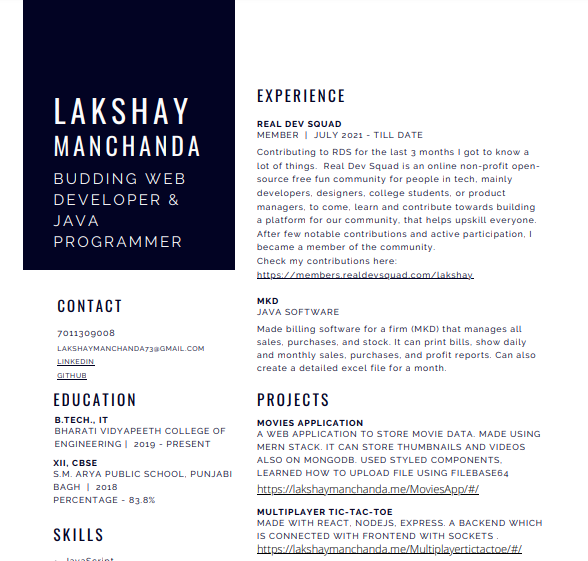 LAKSHAY
MANCHANDA
BUDDING WEB
DEVELOPER &
JAVA
PROGRAMMER
CONTACT
7011309008
LAKSHAYMANCHANDA73@GMAIL.COM
LINKEDIN
GITHUB
EDUCATION
B.TECH., IT
BHARATI VIDYAPEETH COLLEGE OF
ENGINEERING | 2019 - PRESENT
XII, CBSE
S.M. ARYA PUBLIC SCHOOL, PUNJABI
BAGH | 2018
PERCENTAGE - 83.8%
SKILLS
JavaScript
EXPERIENCE
REAL DEV SQUAD
MEMBER | JULY 2021 - TILL DATE
Contributing to RDS for the last 3 months I got to know a
lot of things. Real Dev Squad is an online non-profit open-
source free fun community for people in tech, mainly
developers, designers, college students, or product
managers, to come, learn and contribute towards building
a platform for our community, that helps upskill everyone.
After few notable contributions and active participation, I
became a member of the community.
Check my contributions here:
https://members.realdevsquad.com/lakshay
MKD
JAVA SOFTWARE
Made billing software for a firm (MKD) that manages all
sales, purchases, and stock. It can print bills, show daily
and monthly sales, purchases, and profit reports. Can also
create a detailed excel file for a month.
PROJECTS
MOVIES APPLICATION
A WEB APPLICATION TO STORE MOVIE DATA. MADE USING
MERN STACK. IT CAN STORE THUMBNAILS AND VIDEOS
ALSO ON MONGODB. USED STYLED COMPONENTS,
LEARNED HOW TO UPLOAD FILE USING FILEBASE64
https://lakshaymanchanda.me/MoviesApp/#/
MULTIPLAYER TIC-TAC-TOE
MADE WITH REACT, NODEJS, EXPRESS. A BACKEND WHICH
IS CONNECTED WITH FRONTEND WITH SOCKETS .
https://lakshaymanchanda.me/Multiplayertictactoe/#/